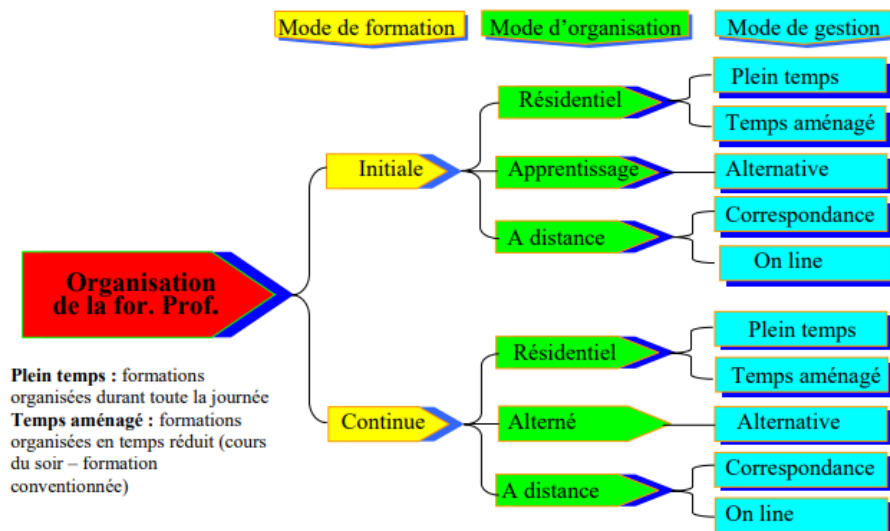 Mode de formation
Mode d'organisation
Mode de gestion
Résidentiel
Plein temps
Temps aménagé
Initiale
Apprentissage
Alternative
A distance
Correspondance
On line
Organisation
de la for. Prof.
Plein temps : formations
organisées durant toute la journée
Temps aménagé : formations
organisées en temps réduit (cours
du soir – formation
conventionnée)
Continue
Résidentiel
Plein temps
Temps aménagé
Alterné
Alternative
A distance
Correspondance
On line